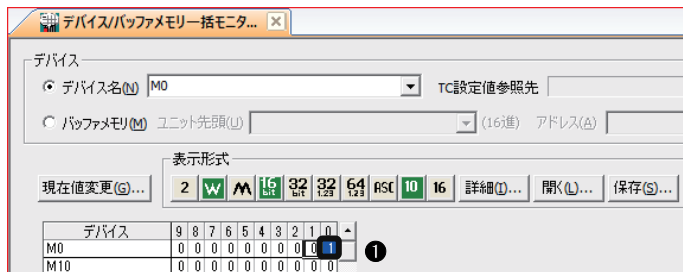 デバイス/バッファメモリ一括モニタ...
デバイス
デバイス名(N) M0 TC設定値参照先
バッファメモリ(M) ユニット先頭(U) (16進) アドレス(A)
表示形式
現在値変更(G)... 2 W M 16bit 32bit 32 1.23 64 1.23 ASC 10 16 詳細(I)... 開く(L)... 保存(S)...
デバイス 9 8 7 6 5 4 3 2 1 0
M0 0 0 0 0 0 0 0 0 0 1 ❶
M10 0 0 0 0 0 0 0 0 0 0